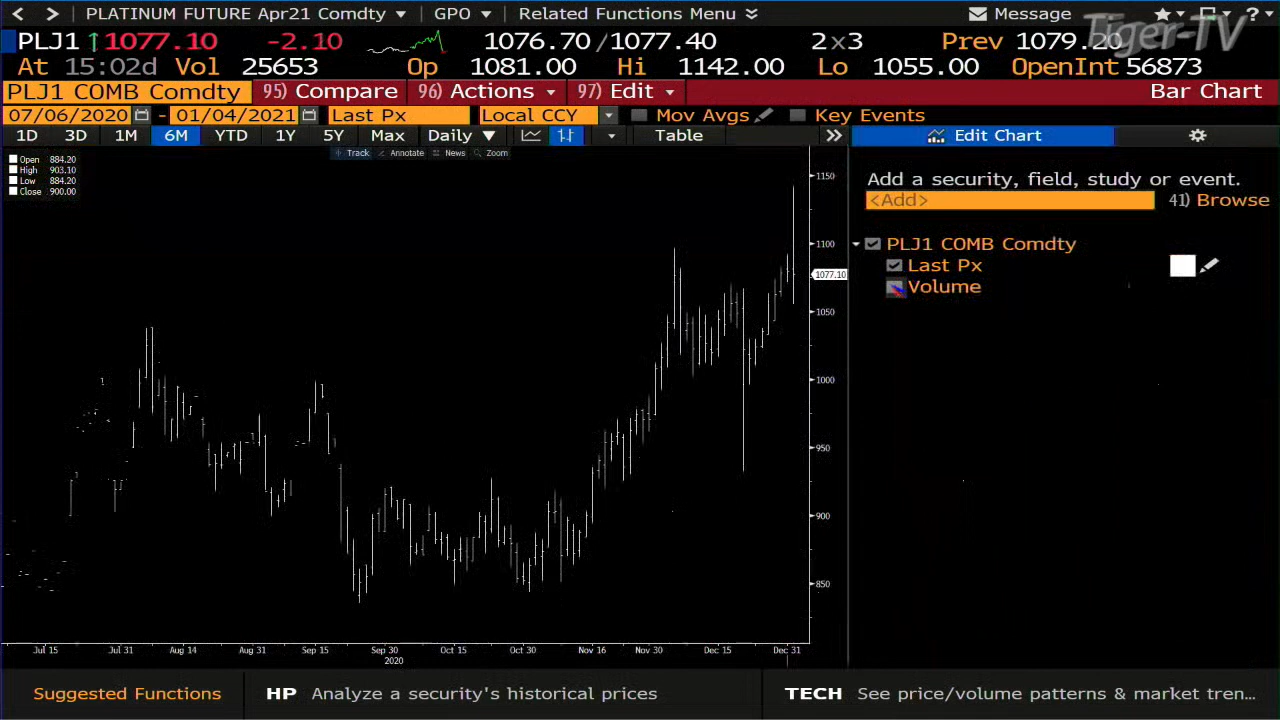 < > PLATINUM FUTURE Apr21 Comdty GPO Related Functions Menu Message ?
Tiger-TV
PLJ1 ↑1077.10 -2.10 1076.70/1077.40 2x3 Prev 1079.20
At 15:02d Vol 25653 Op 1081.00 Hi 1142.00 Lo 1055.00 OpenInt 56873
PLJ1 COMB Comdty 95) Compare 96) Actions 97) Edit Bar Chart
07/06/2020 - 01/04/2021 Last Px Local CCY Mov Avgs Key Events
1D 3D 1M 6M YTD 1Y 5Y Max Daily ▼ Table >> Edit Chart
Track Annotate News Zoom
Open 884.20
High 903.10
Low 884.20
Close 900.00
Add a security, field, study or event.
<Add> 41) Browse
PLJ1 COMB Comdty
Last Px
Volume
1150
1100
1077.10
1050
1000
950
900
850
Jul 15 Jul 31 Aug 14 Aug 31 Sep 15 Sep 30 Oct 15 Oct 30 Nov 16 Nov 30 Dec 15 Dec 31
2020
Suggested Functions HP Analyze a security's historical prices TECH See price/volume patterns & market tren...